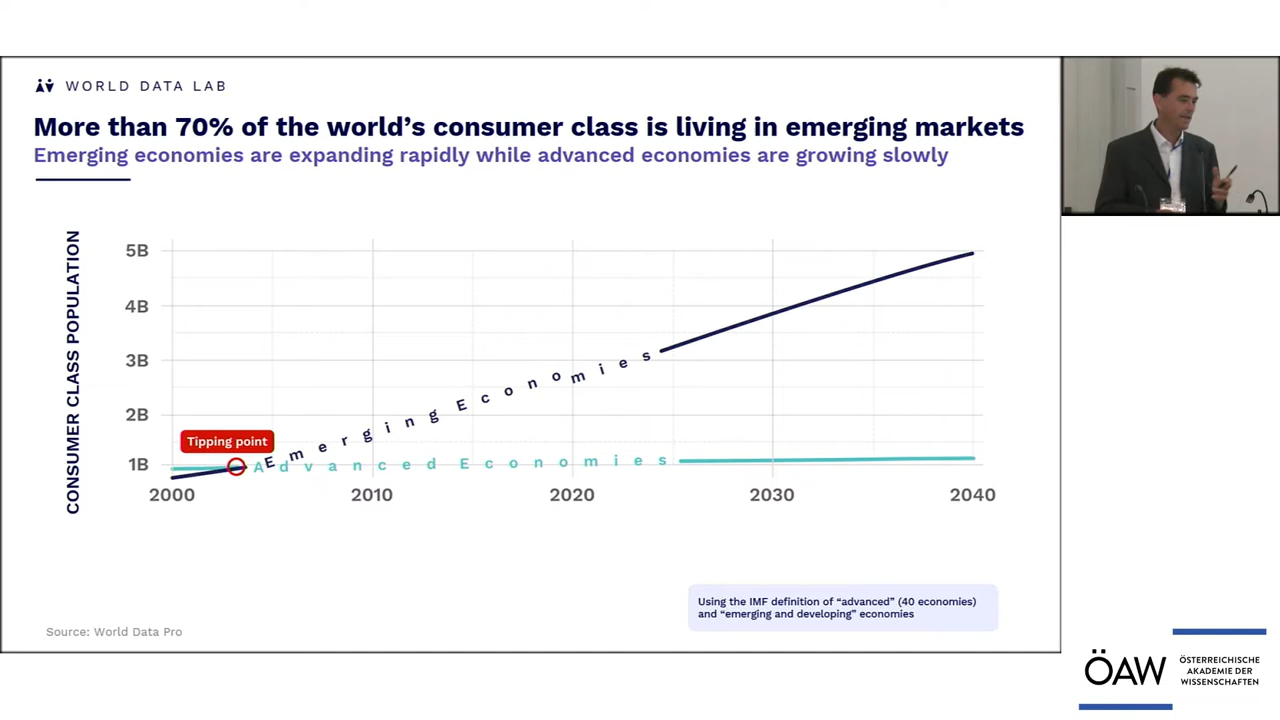 WORLD DATA LAB
More than 70% of the world's consumer class is living in emerging markets
Emerging economies are expanding rapidly while advanced economies are growing slowly
CONSUMER CLASS POPULATION
5B
4B
3B
2B
1B
Tipping point
Emerging Economies
Advanced Economies
2000 2010 2020 2030 2040
Using the IMF definition of “advanced” (40 economies)
and “emerging and developing” economies
Source: World Data Pro
ÖAW
ÖSTERREICHISCHE
AKADEMIE DER
WISSENSCHAFTEN